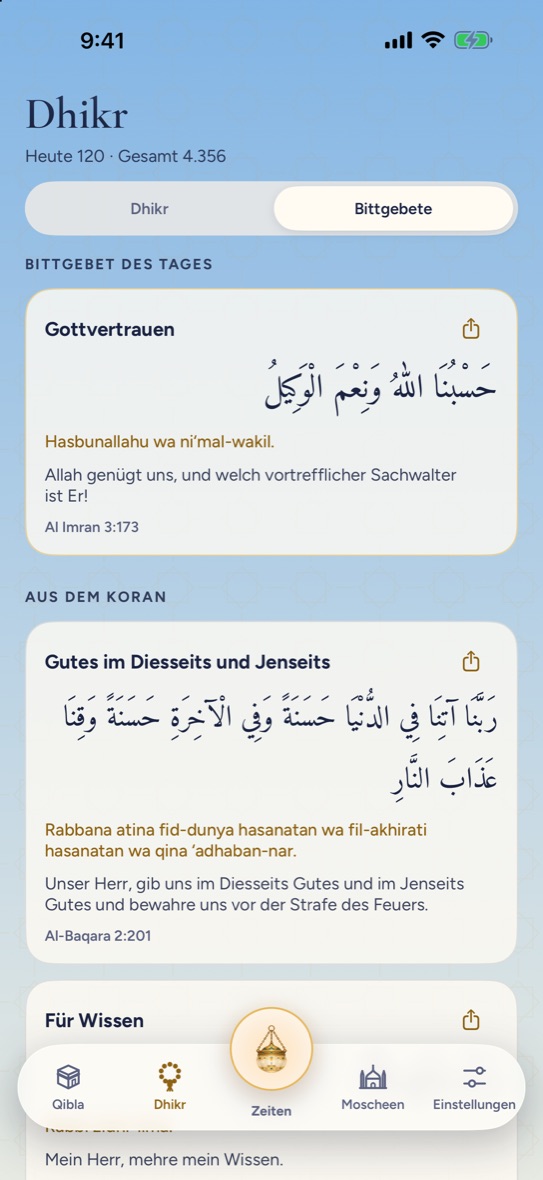 9:41
Dhikr
Heute 120 · Gesamt 4.356
Dhikr
Bittgebete
BITTGEBET DES TAGES
Gottvertrauen
حَسْبُنَا اللهُ وَنِعْمَ الْوَكِيلُ
Hasbunallahu wa ni‘mal-wakil.
Allah genügt uns, und welch vortrefflicher Sachwalter
ist Er!
Al Imran 3:173
AUS DEM KORAN
Gutes im Diesseits und Jenseits
رَبَّنَا آتِنَا فِي الدُّنْيَا حَسَنَةً وَفِي الْآخِرَةِ حَسَنَةً وَقِنَا
عَذَابَ النَّارِ
Rabbana atina fid-dunya hasanatan wa fil-akhirati
hasanatan wa qina ‘adhaban-nar.
Unser Herr, gib uns im Diesseits Gutes und im Jenseits
Gutes und bewahre uns vor der Strafe des Feuers.
Al-Baqara 2:201
Für Wissen
Qibla
Dhikr
Zeiten
Moscheen
Einstellungen
Mein Herr, mehre mein Wissen.